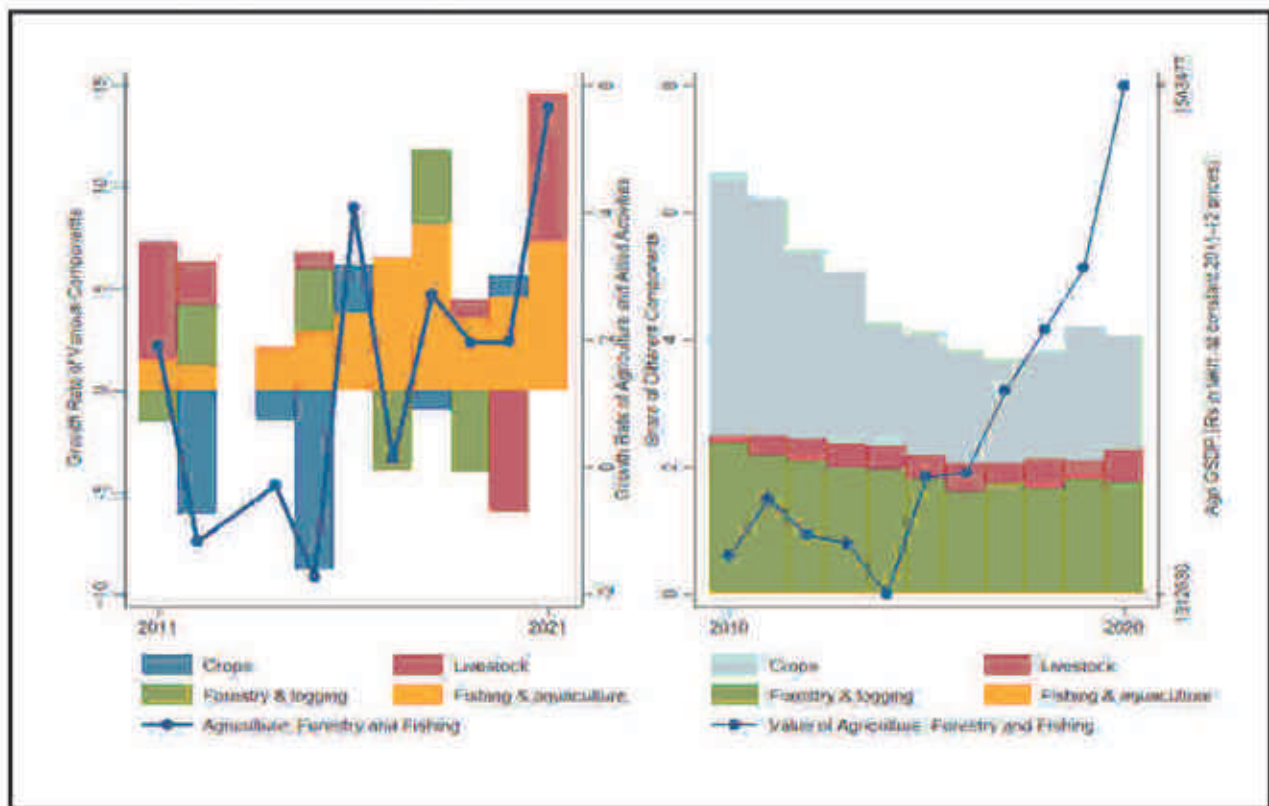 Growth Rate of Various Components
15
10
5
0
-5
-10
Growth Rate of Agriculture and Allied Activities
6
4
2
0
-2
2011
2021
Crops
Livestock
Forestry & logging
Fishing & aquaculture
Agriculture, Forestry and Fishing
Share of Different Components
8
6
4
2
0
2010
2020
Crops
Livestock
Forestry & logging
Fishing & aquaculture
Value of Agriculture, Forestry and Fishing